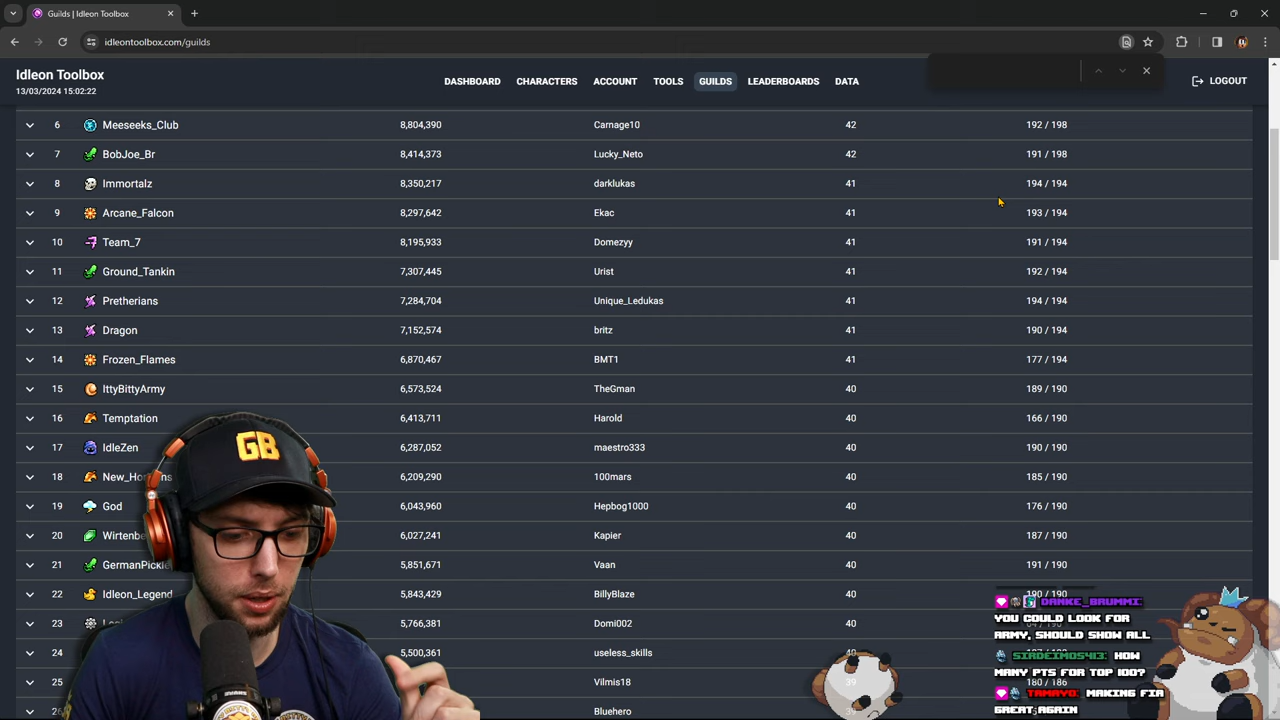 Guilds | Idleon Toolbox
idleontoolbox.com/guilds
Idleon Toolbox
13/03/2024 15:02:22
DASHBOARD CHARACTERS ACCOUNT TOOLS GUILDS LEADERBOARDS DATA
LOGOUT
6 Meeseeks_Club 8,804,390 Carnage10 42 192 / 198
7 BobJoe_Br 8,414,373 Lucky_Neto 42 191 / 198
8 Immortalz 8,350,217 darklukas 41 194 / 194
9 Arcane_Falcon 8,297,642 Ekac 41 193 / 194
10 Team_7 8,195,933 Domezyy 41 191 / 194
11 Ground_Tankin 7,307,445 Urist 41 192 / 194
12 Pretherians 7,284,704 Unique_Ledukas 41 194 / 194
13 Dragon 7,152,574 britz 41 190 / 194
14 Frozen_Flames 6,870,467 BMT1 41 177 / 194
15 IttyBittyArmy 6,573,524 TheGman 40 189 / 190
16 Temptation 6,413,711 Harold 40 166 / 190
17 IdleZen 6,287,052 maestro333 40 190 / 190
18 6,209,290 100mars 40 185 / 190
19 God 6,043,960 Hepbog1000 40 176 / 190
20 6,027,241 Kapier 40 187 / 190
21 5,851,671 Vaan 40 191 / 190
22 Idleon_Legend 5,843,429 BillyBlaze 40 190 / 190
23 5,766,381 Domi002 40
24 5,500,361 useless_skills 40
25 Vilmis18 180 / 186
Bluehero
GB
DANKE_BRUMMI:
YOU COULD LOOK FOR
ARMY, SHOULD SHOW ALL
SIRDEIMOS413: HOW
MANY PTS FOR TOP 100?
TAMAYO: MAKING FIR
GREAT AGAIN